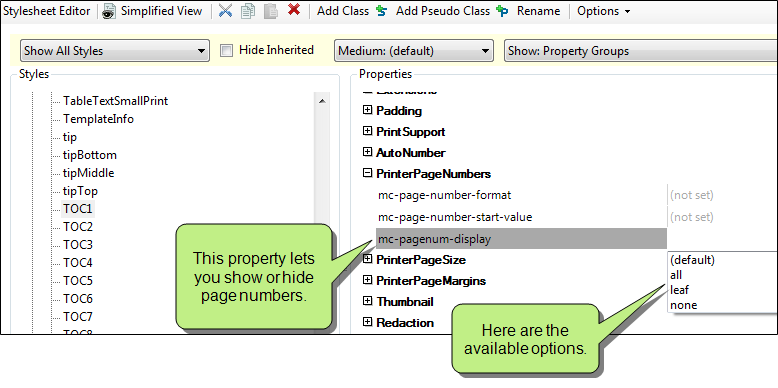 Stylesheet Editor Simplified View Add Class Add Pseudo Class Rename Options
Show All Styles Hide Inherited Medium: (default) Show: Property Groups
Styles
TableTextSmallPrint
TemplateInfo
tip
tipBottom
tipMiddle
tipTop
TOC1
TOC2
TOC3
TOC4
TOC5
TOC6
TOC7
Properties
Extensions
Padding
PrintSupport
AutoNumber
PrinterPageNumbers
mc-page-number-format (not set)
mc-page-number-start-value (not set)
mc-pagenum-display
PrinterPageSize
PrinterPageMargins
Thumbnail
Redaction
(default)
all
leaf
none
This property lets
you show or hide
page numbers.
Here are the
available options.